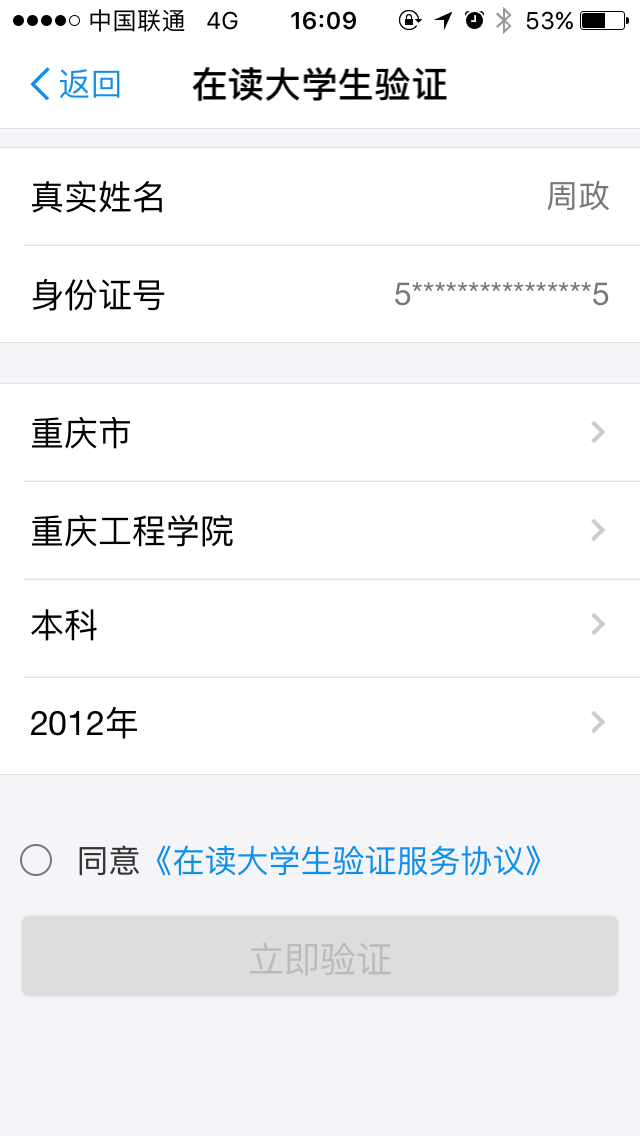 中国联通 4G 16:09 53%
返回 在读大学生验证
真实姓名 周政
身份证号 5***************5
重庆市
重庆工程学院
本科
2012年
同意《在读大学生验证服务协议》
立即验证